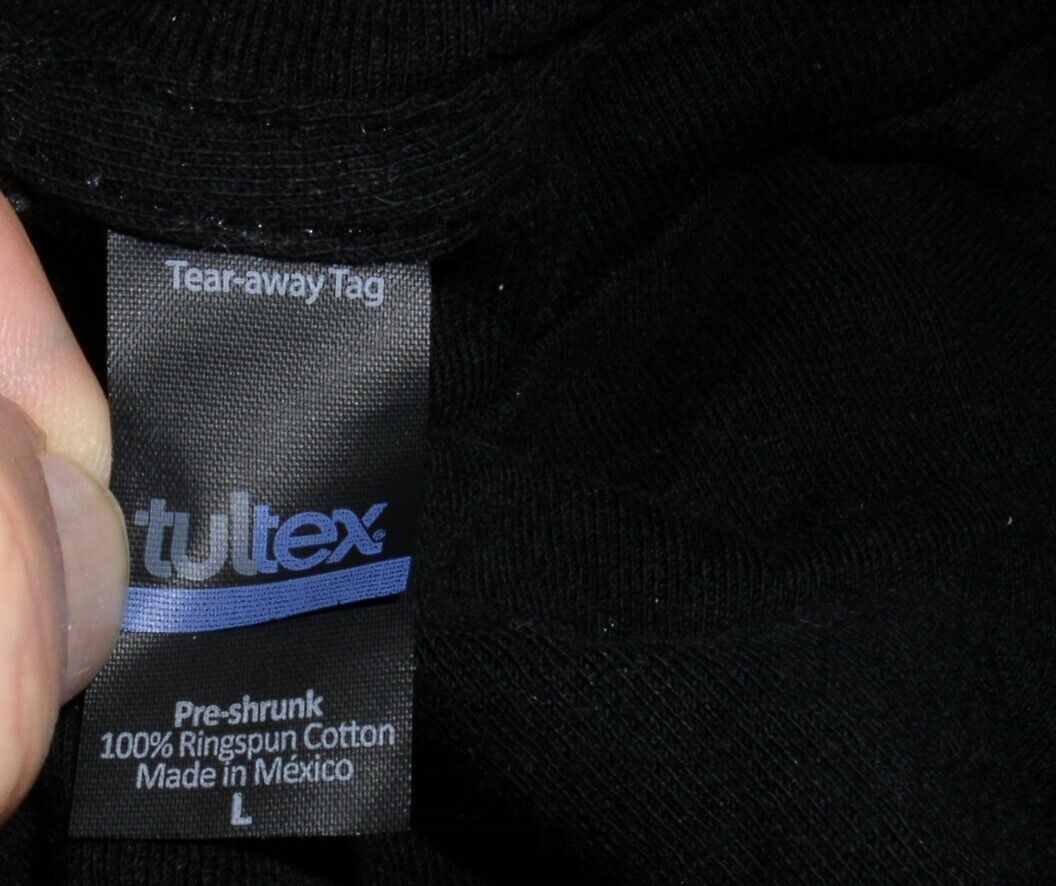 Tear-away Tag
tultex®
Pre-shrunk
100% Ringspun Cotton
Made in México
L